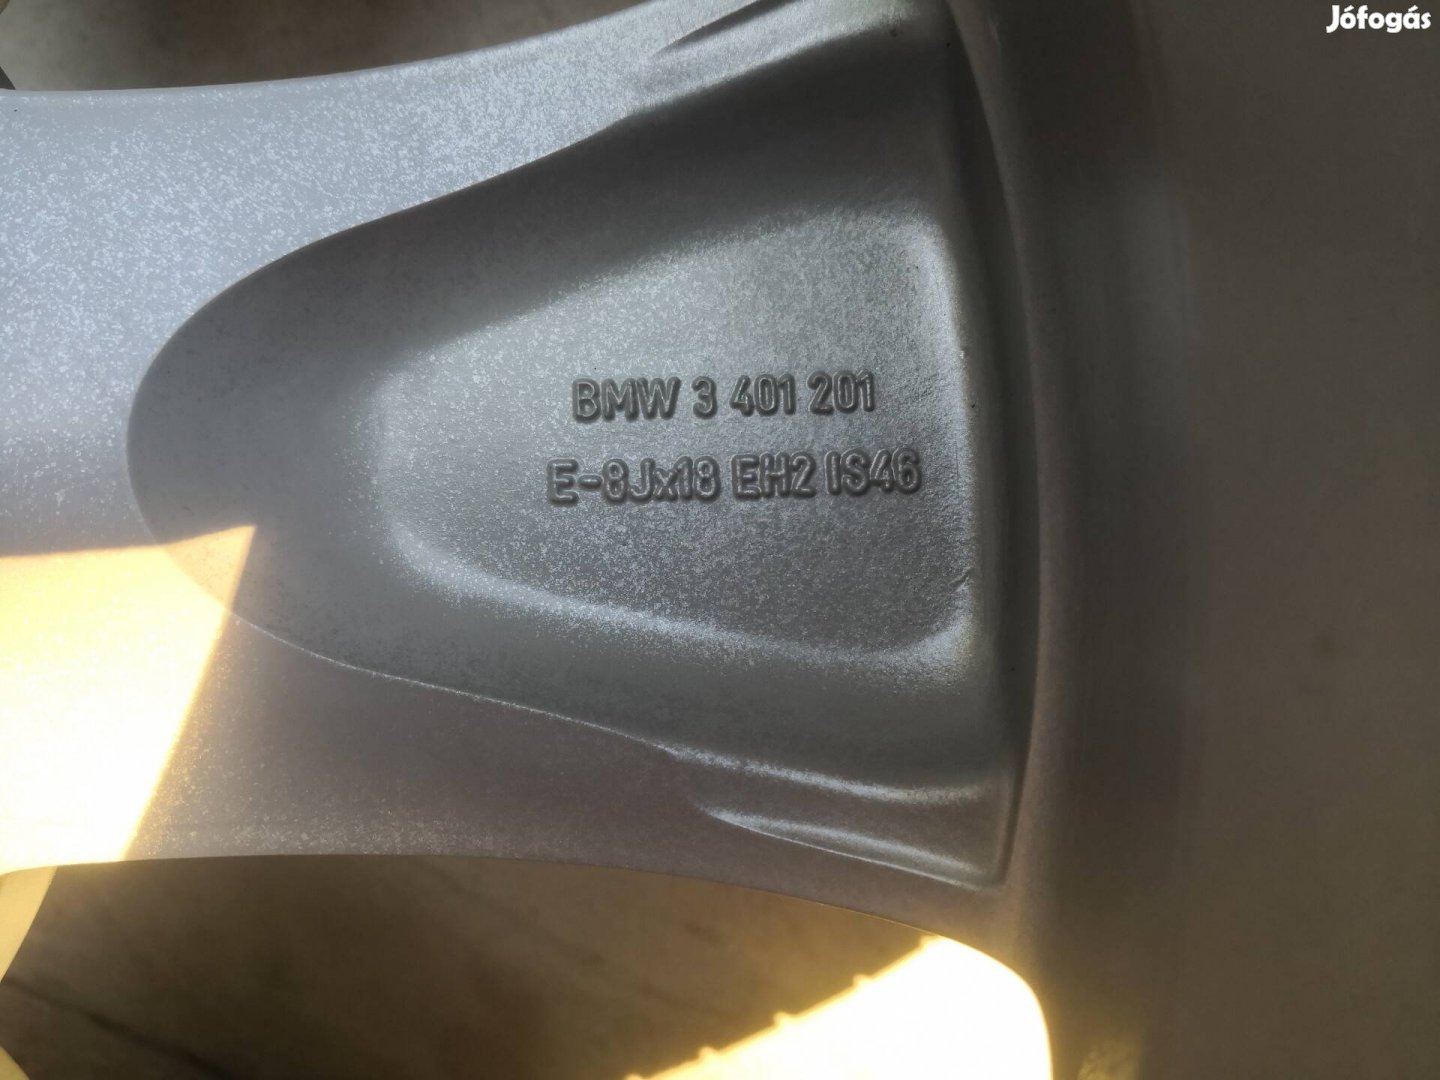 Jófogás
BMW 3 401 201
E-8Jx18 EH2 IS46